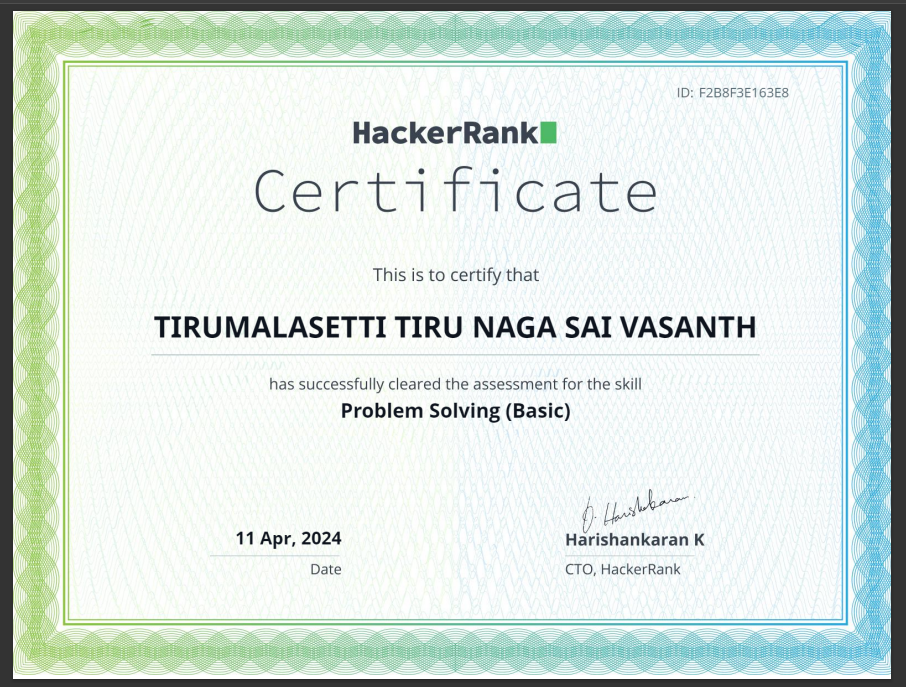 ID: F2B8F3E163E8
HackerRank
Certificate
This is to certify that
TIRUMALASETTI TIRU NAGA SAI VASANTH
has successfully cleared the assessment for the skill
Problem Solving (Basic)
11 Apr, 2024
Date
Harishankaran K
CTO, HackerRank